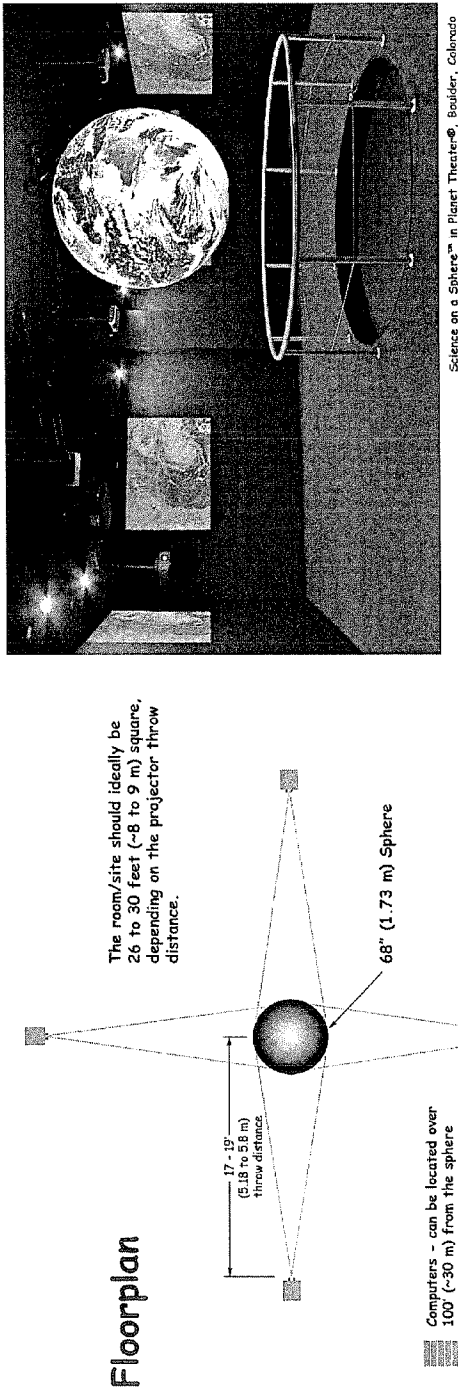 Floorplan
The room/site should ideally be
26 to 30 feet (~8 to 9 m) square,
depending on the projector throw
distance.
17 - 19'
(5.18 to 5.8 m)
throw distance
68" (1.73 m) Sphere
Computers - can be located over
100' (~30 m) from the sphere
Science on a Sphere™ in Planet Theater®, Boulder, Colorado